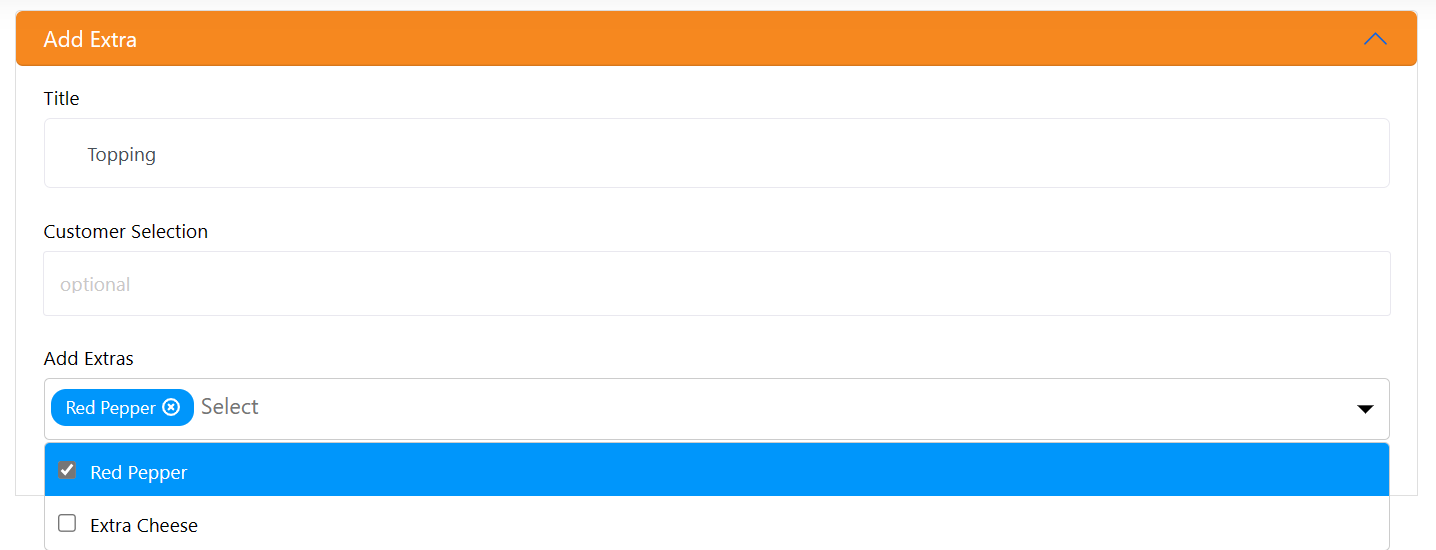 Add Extra
Title
Topping
Customer Selection
optional
Add Extras
Red Pepper Select
Red Pepper
Extra Cheese